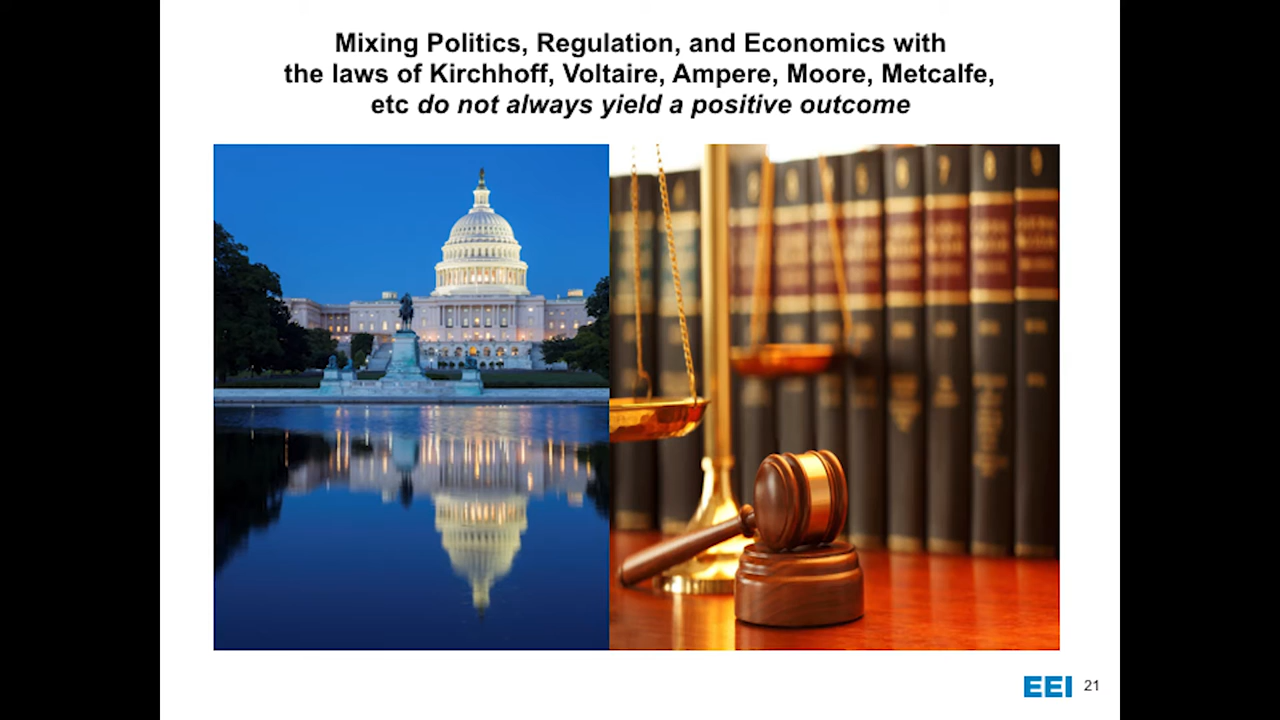 Mixing Politics, Regulation, and Economics with
the laws of Kirchhoff, Voltaire, Ampere, Moore, Metcalfe,
etc do not always yield a positive outcome
EEI 21